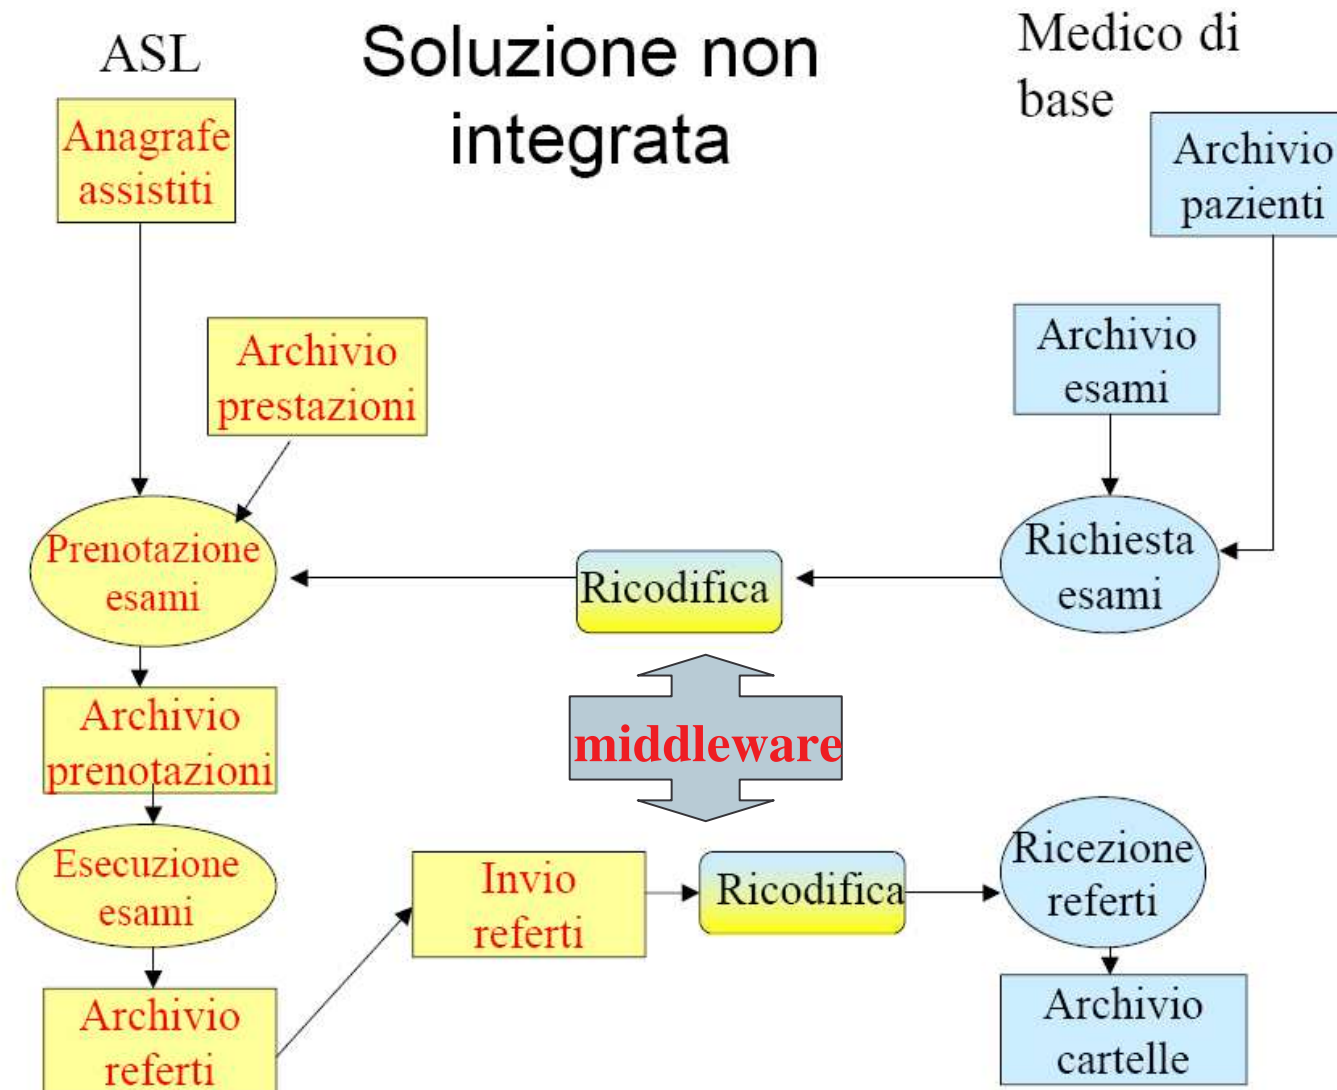 ASL
Soluzione non
integrata
Medico di
base
Anagrafe
assistiti
Archivio
pazienti
Archivio
prestazioni
Archivio
esami
Prenotazione
esami
Ricodifica
Richiesta
esami
Archivio
prenotazioni
middleware
Esecuzione
esami
Invio
referti
Ricodifica
Ricezione
referti
Archivio
referti
Archivio
cartelle